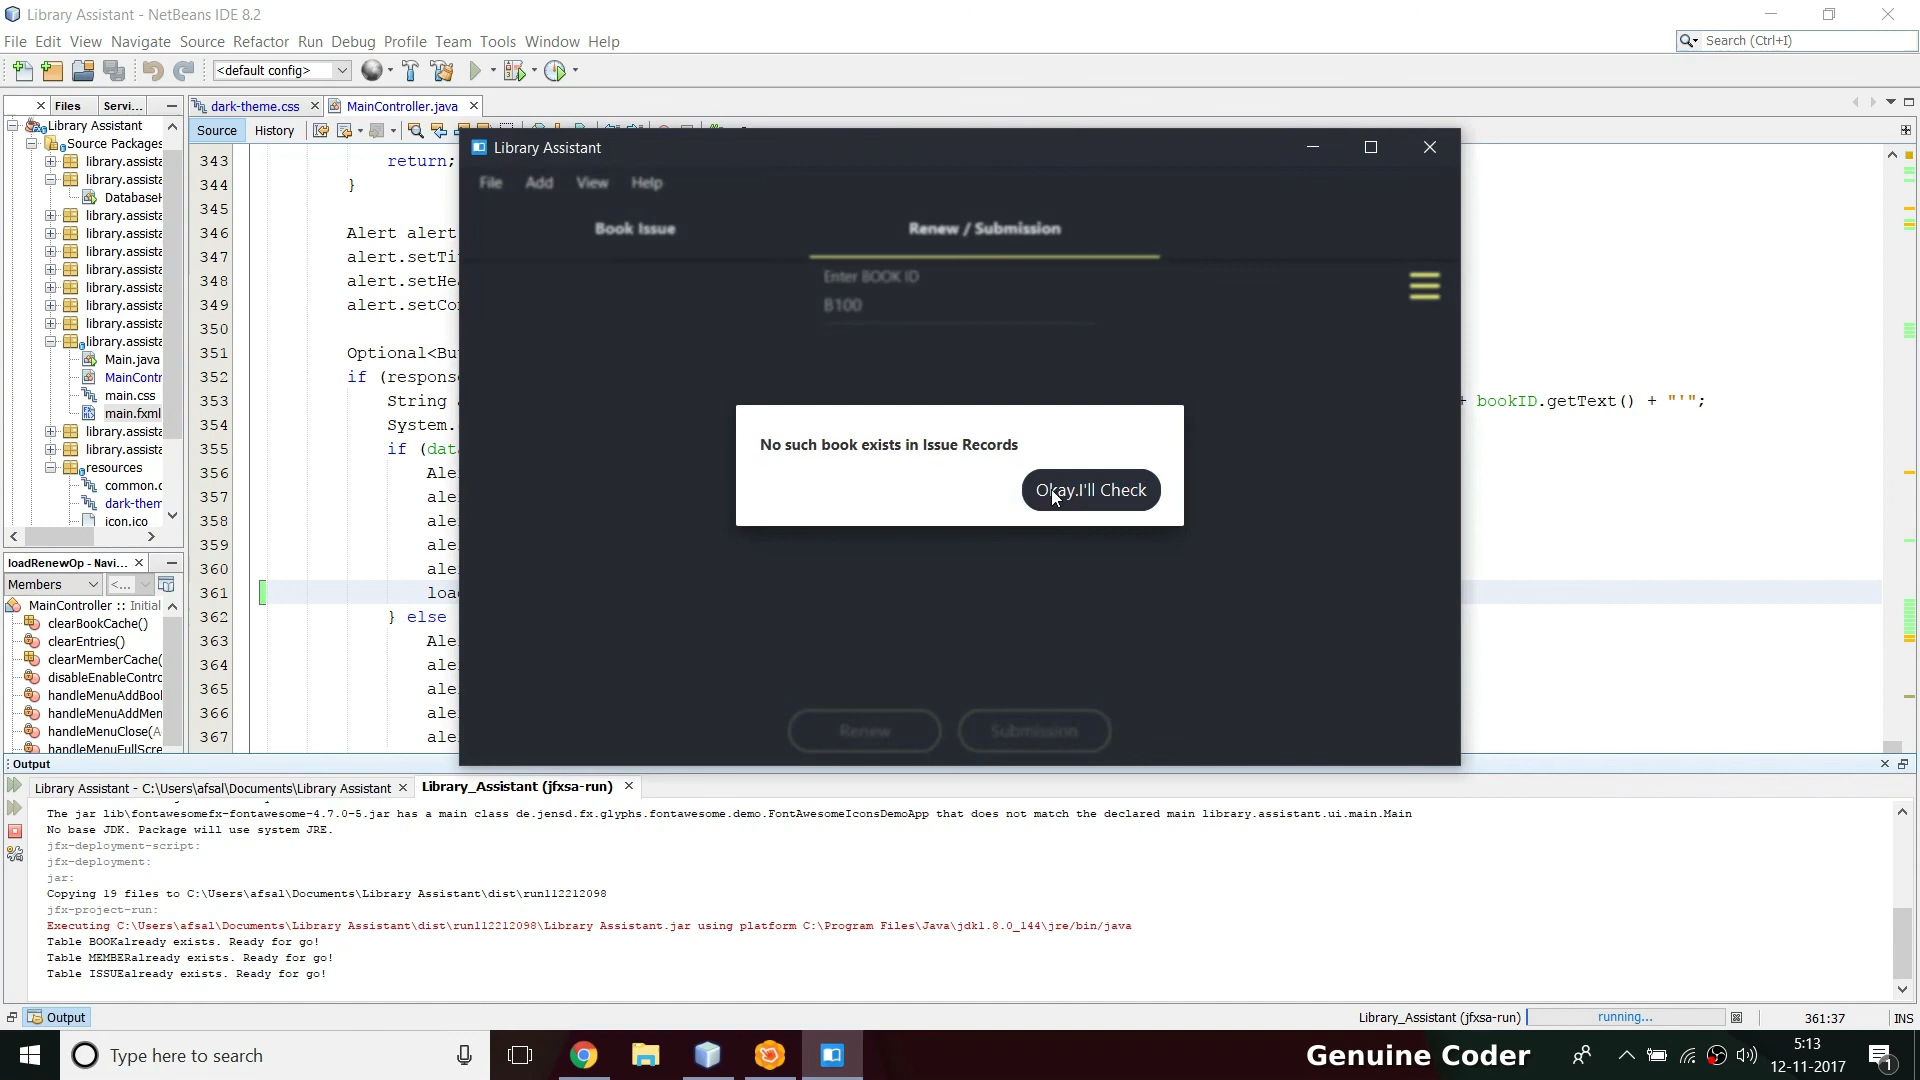 Library Assistant - NetBeans IDE 8.2
File Edit View Navigate Source Refactor Run Debug Profile Team Tools Window Help
Search (Ctrl+I)
<default config>
Files
Servi...
dark-theme.css
MainController.java
Source
History
Library Assistant
Source Packages
library.assista
library.assista
Database
library.assista
library.assista
library.assista
library.assista
library.assista
library.assista
library.assista
library.assista
Main.java
MainContr
main.css
main.fxml
library.assista
library.assista
resources
common.c
dark-them
icon.ico
343 return;
344 }
345
346 Alert alert
347 alert.setTi
348 alert.setHe
349 alert.setCo
350
351 Optional<Bu
352 if (respons
353 String
+ bookID.getText() + "'";
354 System.
355 if (dat
356 Ale
357 ale
358 ale
359 ale
360 ale
361 loa
362 } else
363 Ale
364 ale
365 ale
366 ale
367 ale
Library Assistant
File Add View Help
Book Issue
Renew / Submission
Enter BOOK ID
B100
No such book exists in Issue Records
Okay.I'll Check
Renew
Submission
loadRenewOp - Navi...
Members
<...
MainController :: Initial
clearBookCache()
clearEntries()
clearMemberCache(
disableEnableContro
handleMenuAddBoo
handleMenuAddMem
handleMenuClose(A
handleMenuFullScre
Output
Library Assistant - C:\Users\afsal\Documents\Library Assistant
Library_Assistant (jfxsa-run)
The jar lib\fontawesomefx-fontawesome-4.7.0-5.jar has a main class de.jensd.fx.glyphs.fontawesome.demo.FontAwesomeIconsDemoApp that does not match the declared main library.assistant.ui.main.Main
No base JDK. Package will use system JRE.
jfx-deployment-script:
jfx-deployment:
jar:
Copying 19 files to C:\Users\afsal\Documents\Library Assistant\dist\run112212098
jfx-project-run:
Executing C:\Users\afsal\Documents\Library Assistant\dist\run112212098\Library Assistant.jar using platform C:\Program Files\Java\jdk1.8.0_144\jre/bin/java
Table BOOKalready exists. Ready for go!
Table MEMBERalready exists. Ready for go!
Table ISSUEalready exists. Ready for go!
Output
Library_Assistant (jfxsa-run)
running...
361:37
INS
Type here to search
Genuine Coder
5:13
12-11-2017
1